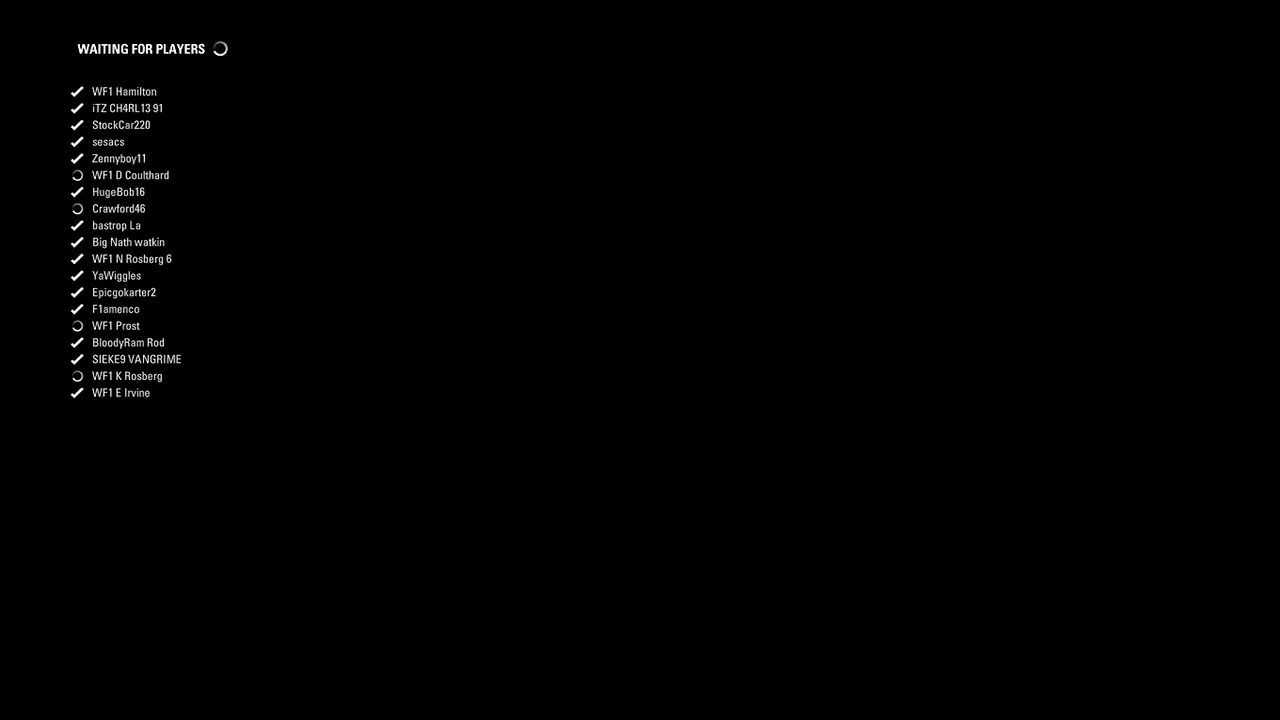 WAITING FOR PLAYERS
WF1 Hamilton
iTZ CH4RL13 91
StockCar220
sesacs
Zennyboy11
WF1 D Coulthard
HugeBob16
Crawford46
bastrop La
Big Nath watkin
WF1 N Rosberg 6
YaWiggles
Epicgokarter2
F1amenco
WF1 Prost
BloodyRam Rod
SIEKE9 VANGRIME
WF1 K Rosberg
WF1 E Irvine